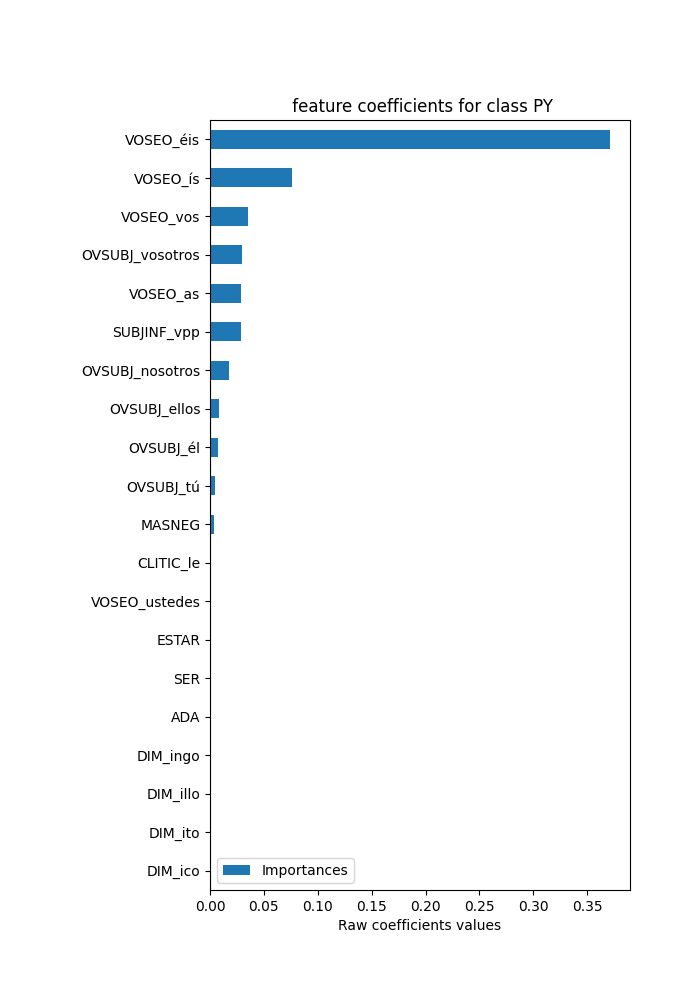 feature coefficients for class PY
VOSEO_éis
VOSEO_ís
VOSEO_vos
OVSUBJ_vosotros
VOSEO_as
SUBJINF_vpp
OVSUBJ_nosotros
OVSUBJ_ellos
OVSUBJ_él
OVSUBJ_tú
MASNEG
CLITIC_le
VOSEO_ustedes
ESTAR
SER
ADA
DIM_ingo
DIM_illo
DIM_ito
DIM_ico
Importances
0.00 0.05 0.10 0.15 0.20 0.25 0.30 0.35
Raw coefficients values